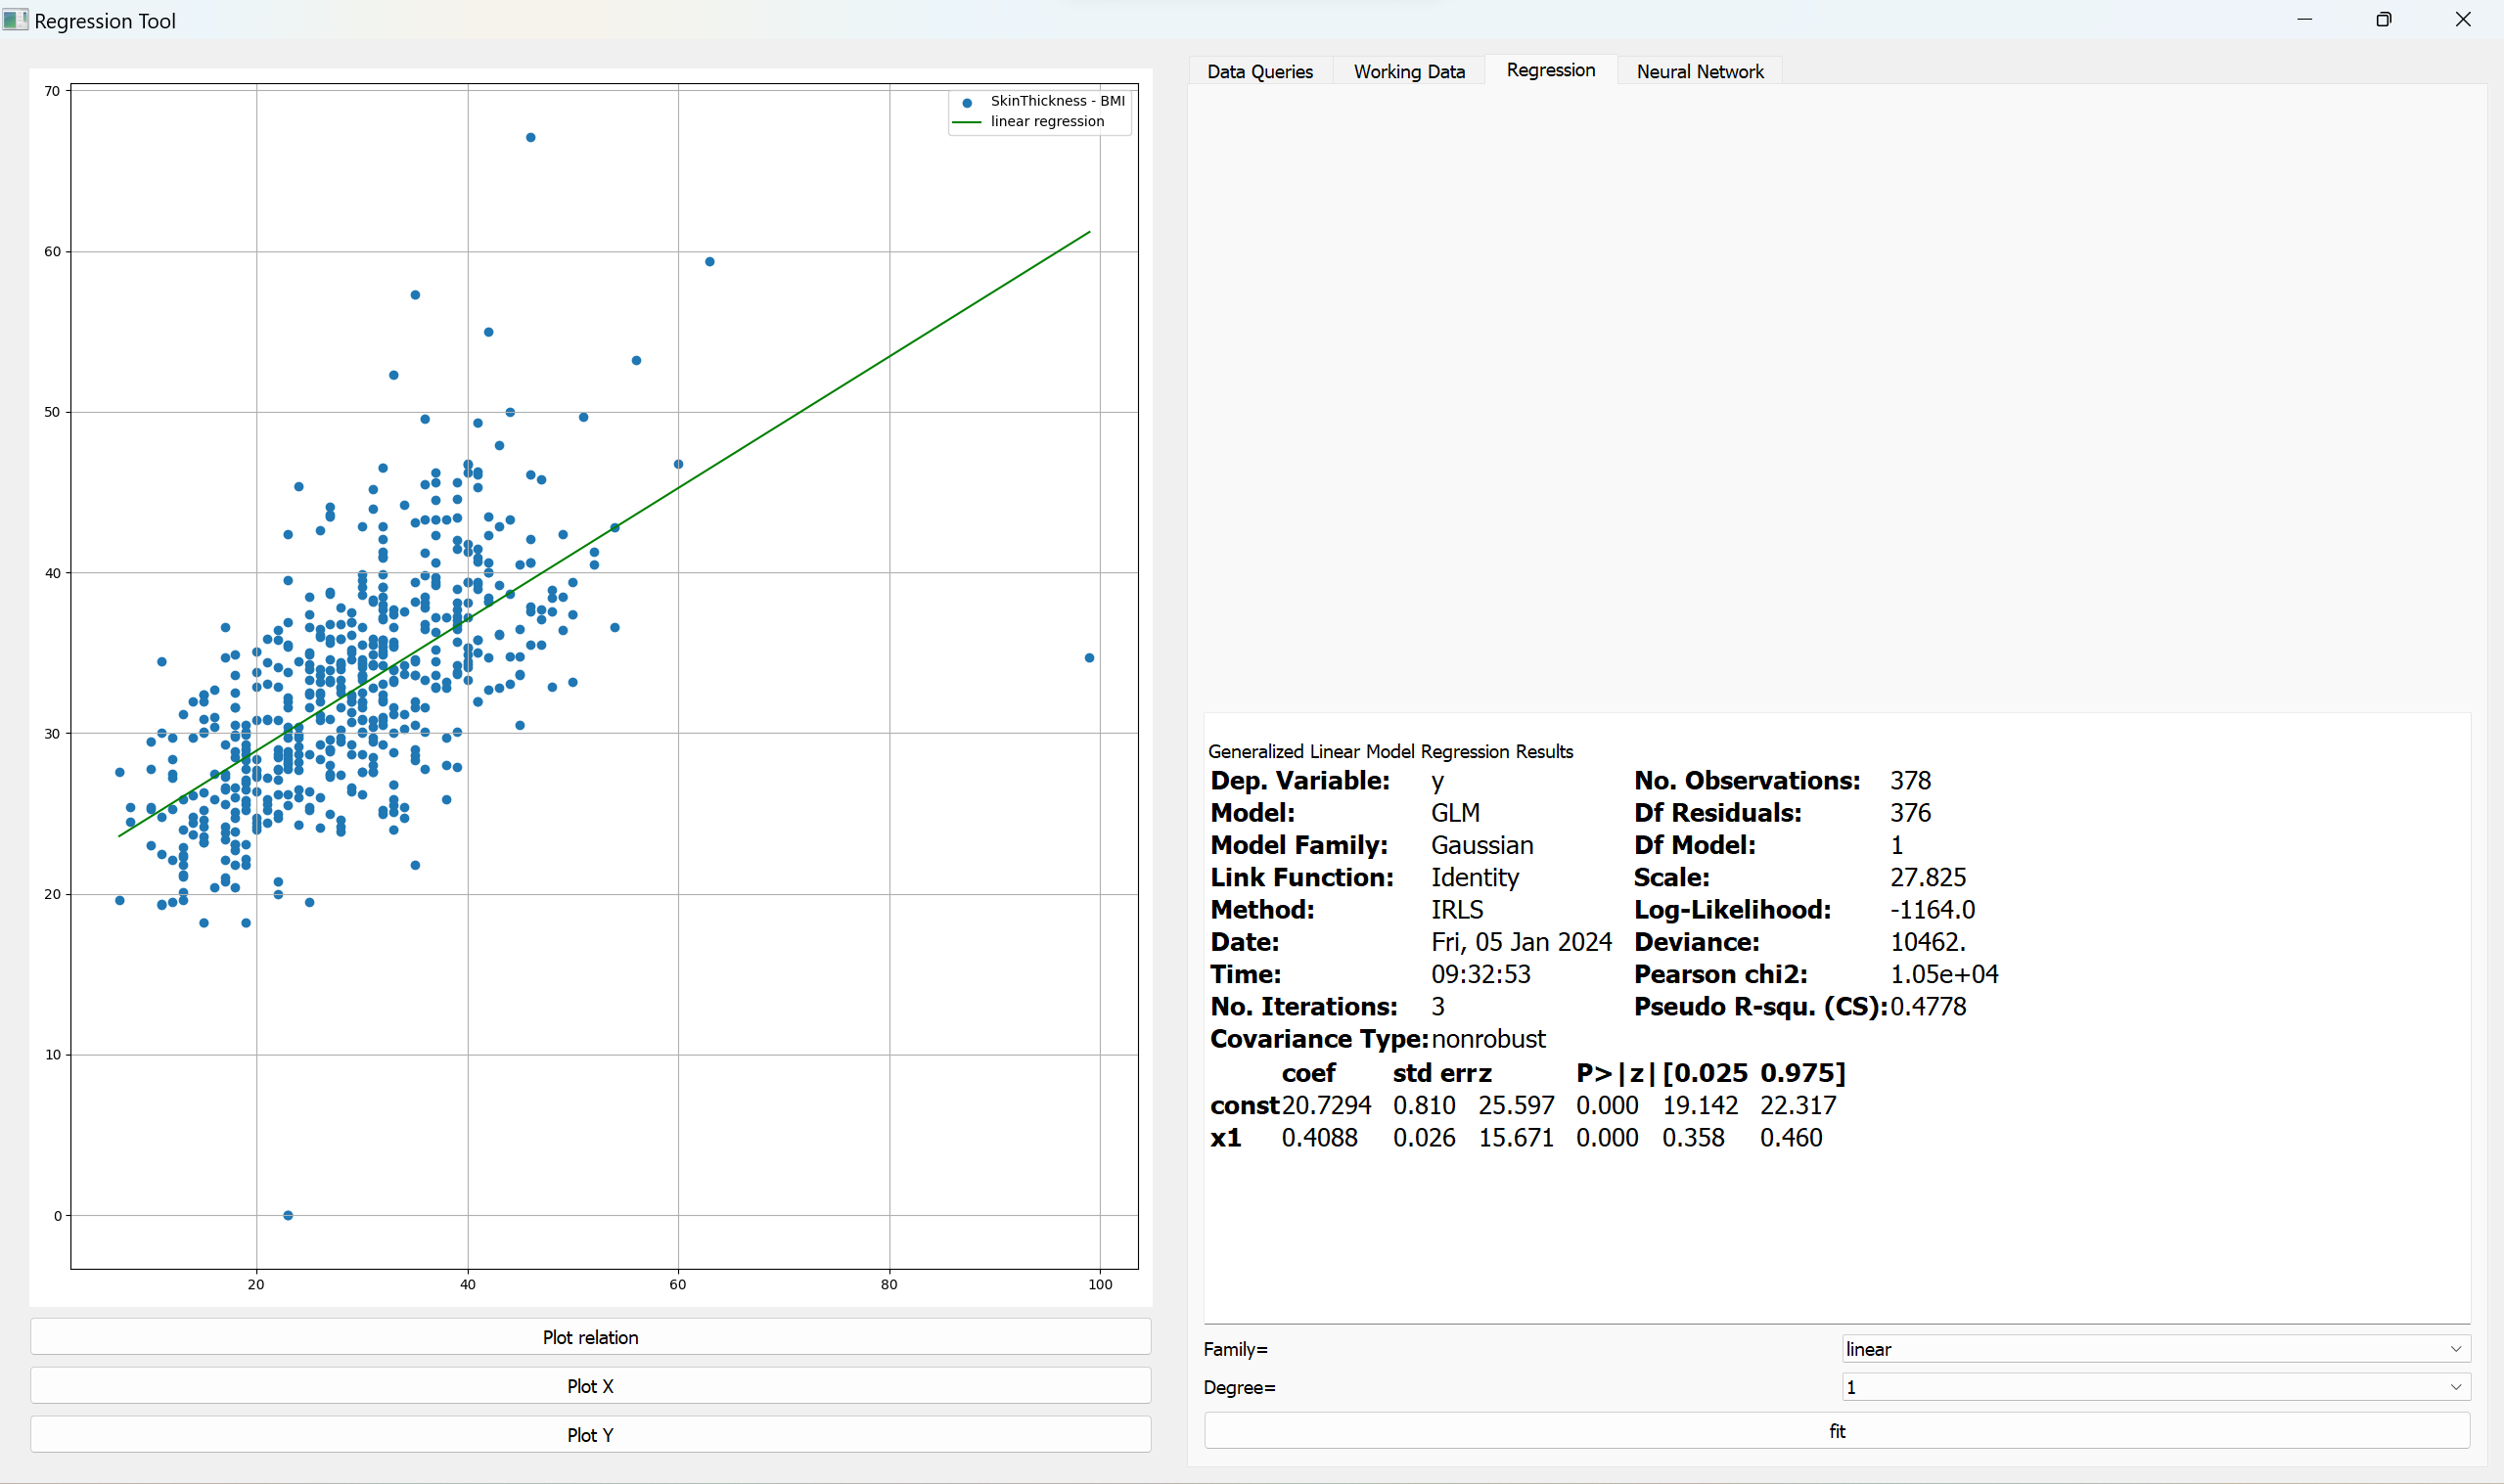 Regression Tool
Data Queries Working Data Regression Neural Network
SkinThickness - BMI
linear regression
70
60
50
40
30
20
10
0
20 40 60 80 100
Plot relation
Plot X
Plot Y
Generalized Linear Model Regression Results
Dep. Variable: y No. Observations: 378
Model: GLM Df Residuals: 376
Model Family: Gaussian Df Model: 1
Link Function: Identity Scale: 27.825
Method: IRLS Log-Likelihood: -1164.0
Date: Fri, 05 Jan 2024 Deviance: 10462.
Time: 09:32:53 Pearson chi2: 1.05e+04
No. Iterations: 3 Pseudo R-squ. (CS): 0.4778
Covariance Type: nonrobust
coef std err z P>|z| [0.025 0.975]
const 20.7294 0.810 25.597 0.000 19.142 22.317
x1 0.4088 0.026 15.671 0.000 0.358 0.460
Family= linear
Degree= 1
fit